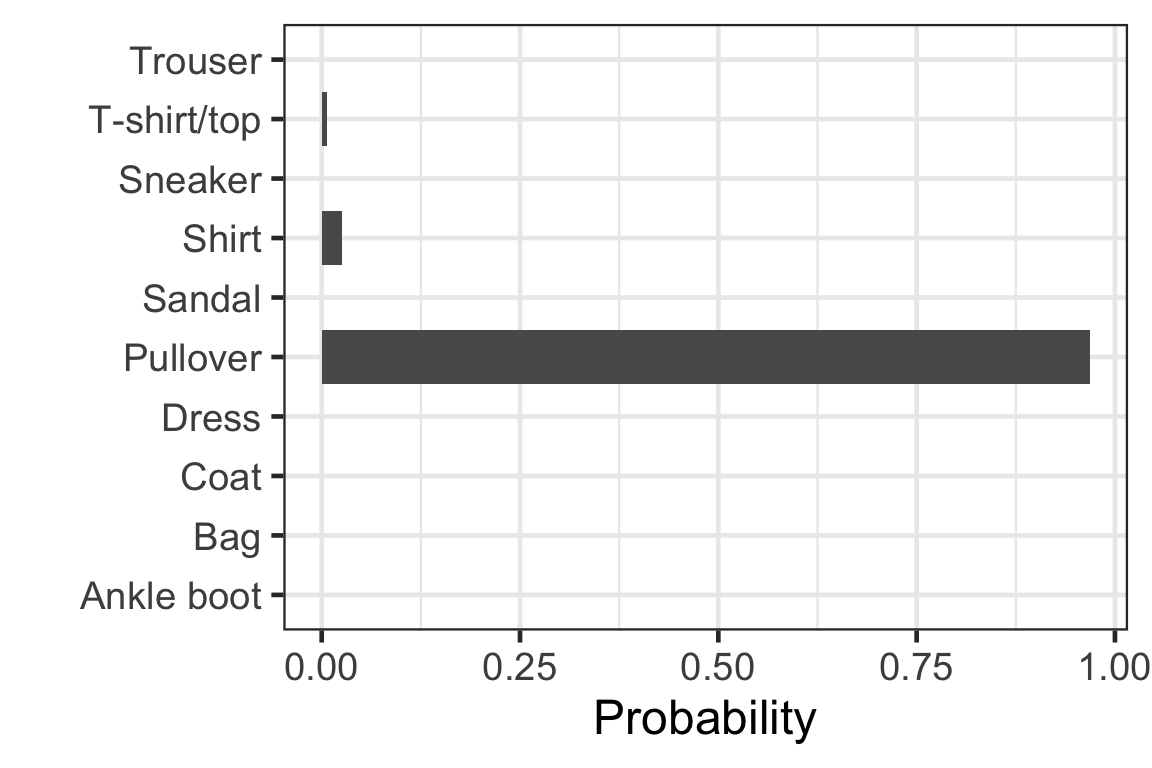 Trouser
T-shirt/top
Sneaker
Shirt
Sandal
Pullover
Dress
Coat
Bag
Ankle boot
0.00 0.25 0.50 0.75 1.00
Probability